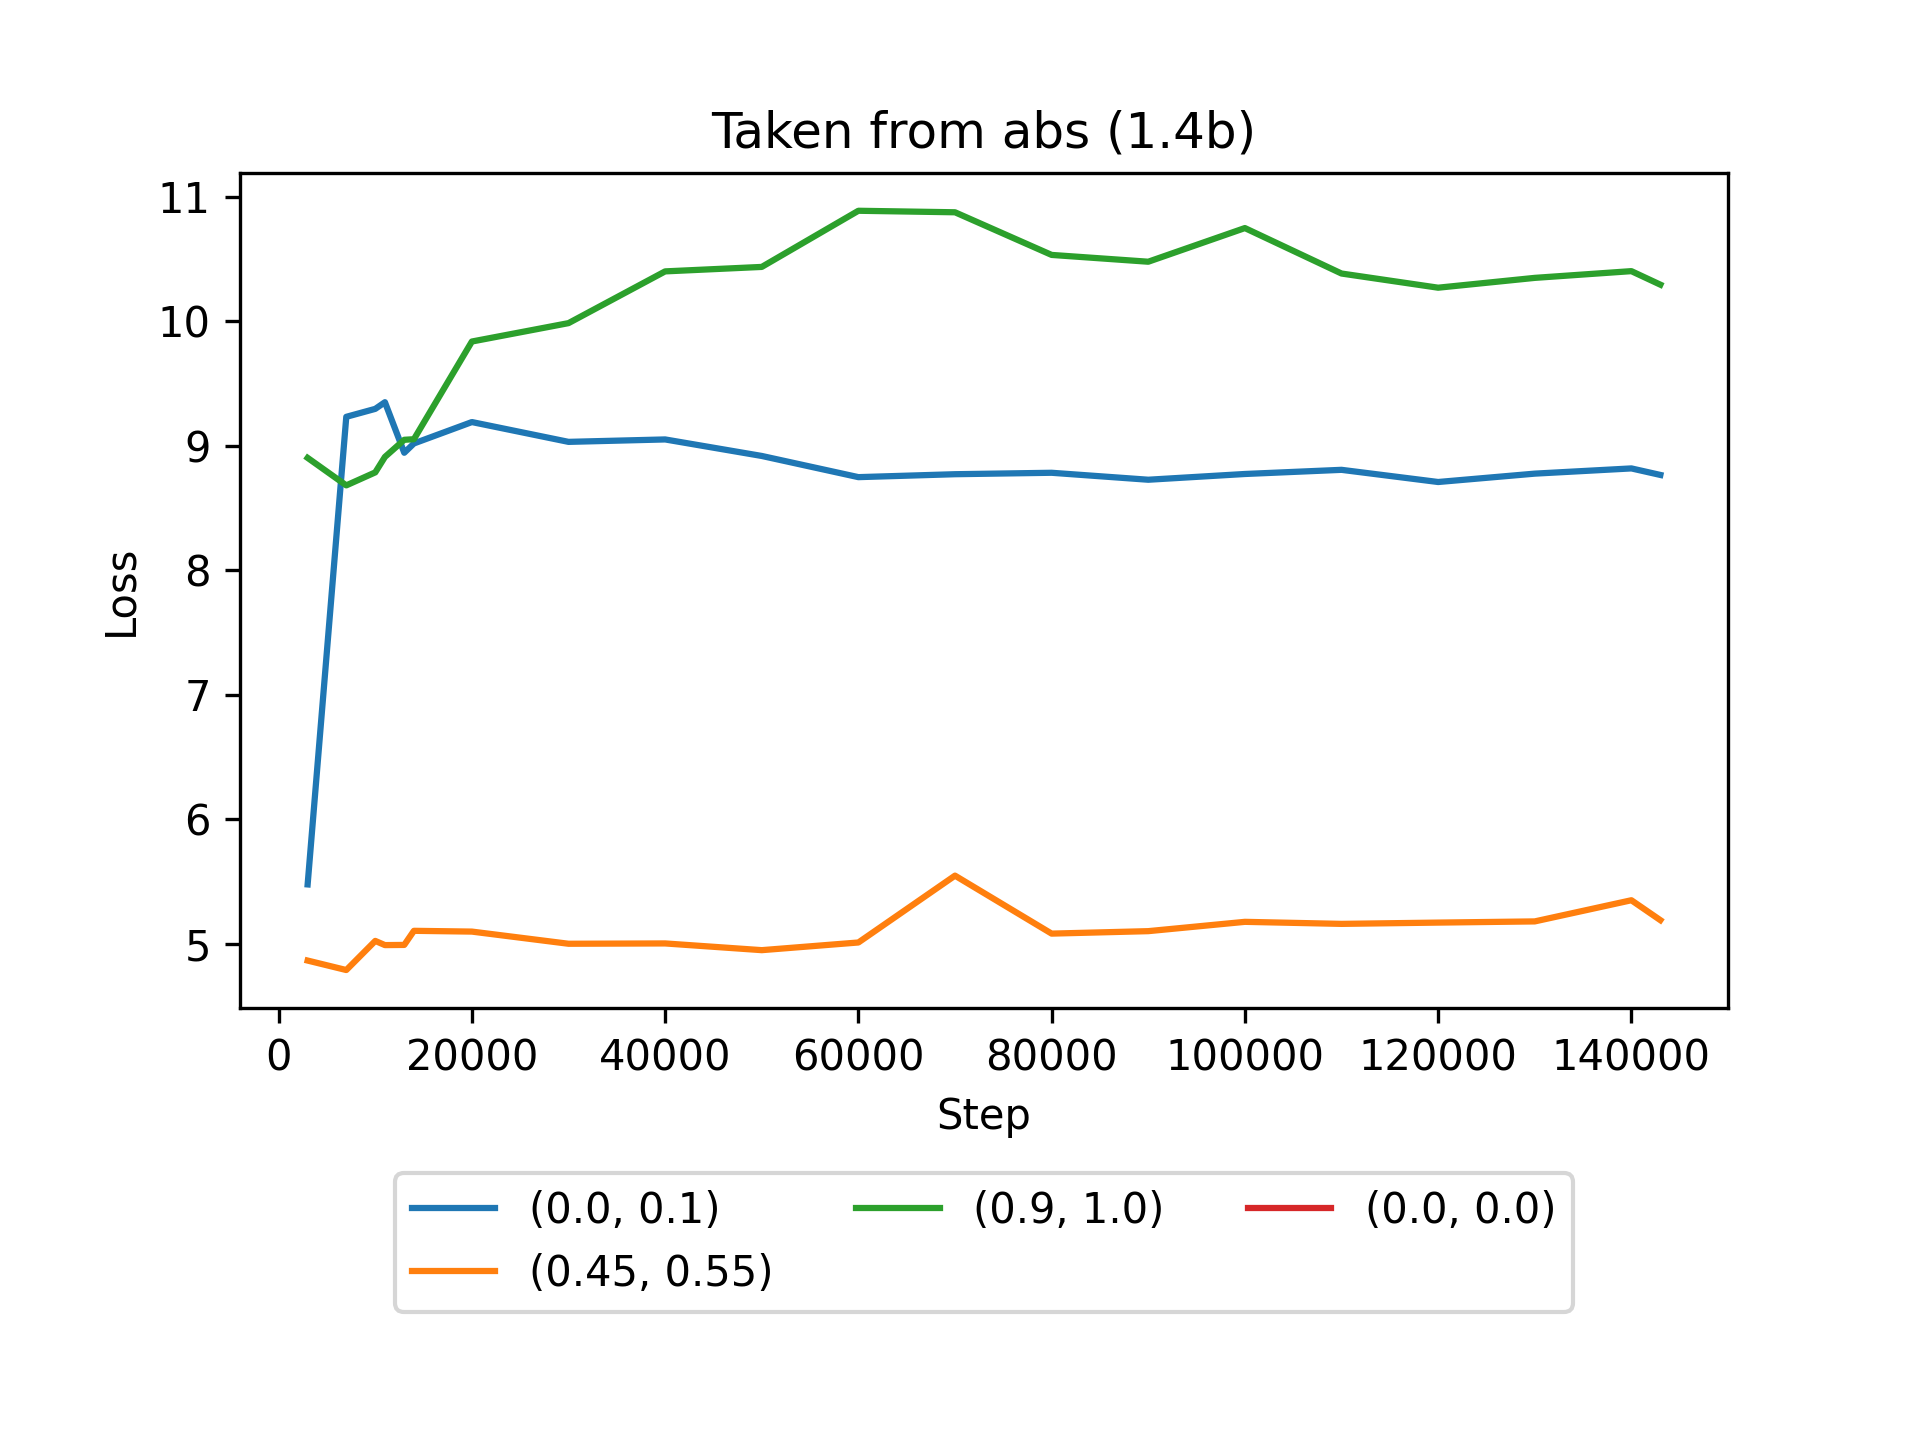 Taken from abs (1.4b)
11
10
9
8
7
6
5
Loss
0 20000 40000 60000 80000 100000 120000 140000
Step
(0.0, 0.1) (0.9, 1.0) (0.0, 0.0)
(0.45, 0.55)